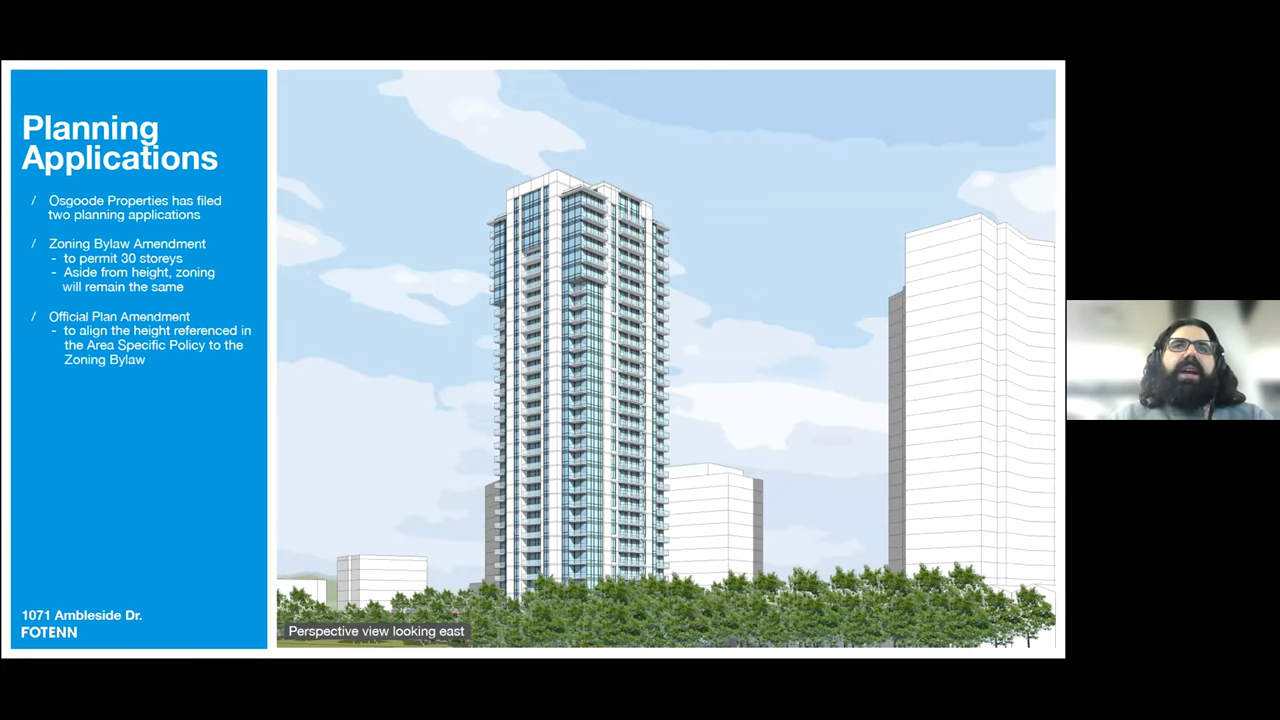 Planning
Applications
/ Osgoode Properties has filed
two planning applications
/ Zoning Bylaw Amendment
- to permit 30 storeys
- Aside from height, zoning
will remain the same
/ Official Plan Amendment
- to align the height referenced in
the Area Specific Policy to the
Zoning Bylaw
1071 Ambleside Dr.
FOTENN
Perspective view looking east